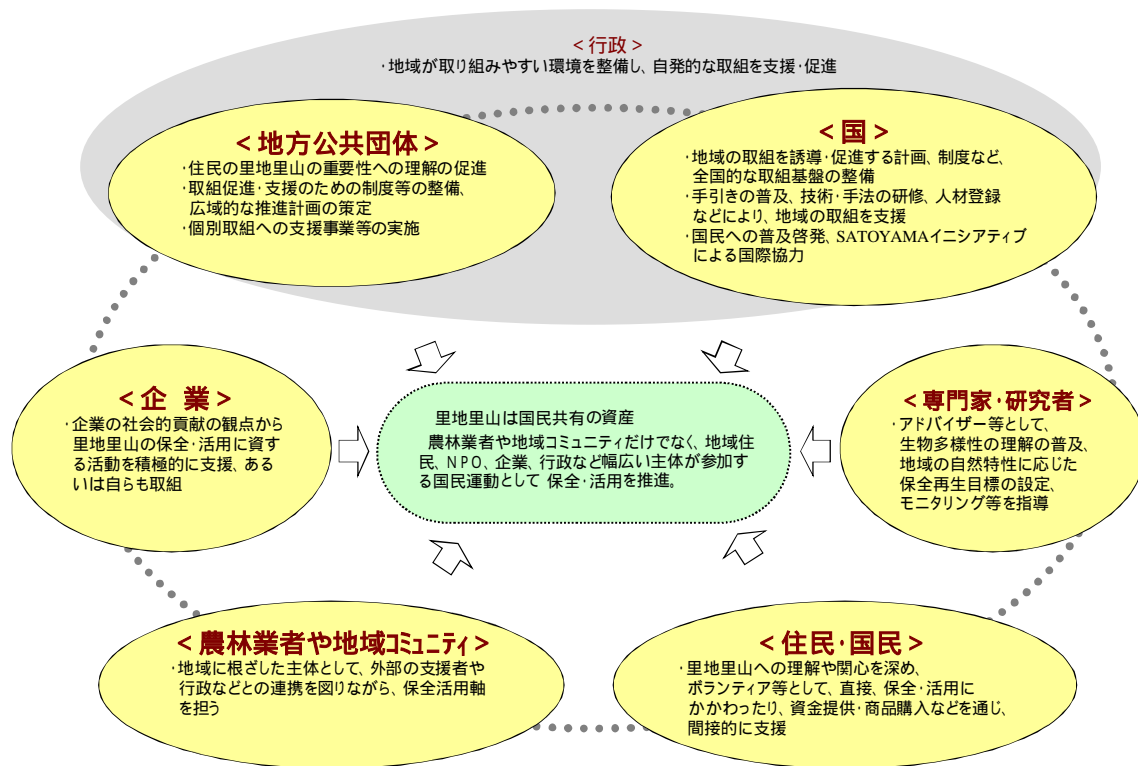 <行政>
・地域が取り組みやすい環境を整備し、自発的な取組を支援・促進
<地方公共団体>
・住民の里地里山の重要性への理解の促進
・取組促進・支援のための制度等の整備、
広域的な推進計画の策定
・個別取組への支援事業等の実施
<国>
・地域の取組を誘導・促進する計画、制度など、
全国的な取組基盤の整備
・手引きの普及、技術・手法の研修、人材登録
などにより、地域の取組を支援
・国民への普及啓発、SATOYAMAイニシアティブ
による国際協力
<企 業>
・企業の社会的貢献の観点から
里地里山の保全・活用に資す
る活動を積極的に支援、ある
いは自らも取組
里地里山は国民共有の資産
農林業者や地域コミュニティだけでなく、地域住
民、NPO、企業、行政など幅広い主体が参加す
る国民運動として 保全・活用を推進。
<専門家・研究者>
・アドバイザー等として、
生物多様性の理解の普及、
地域の自然特性に応じた
保全再生目標の設定、
モニタリング等を指導
<農林業者や地域コミュニティ>
・地域に根ざした主体として、外部の支援者や
行政などとの連携を図りながら、保全活用軸
を担う
<住民・国民>
・里地里山への理解や関心を深め、
ボランティア等として、直接、保全・活用に
かかわったり、資金提供・商品購入などを通じ、
間接的に支援